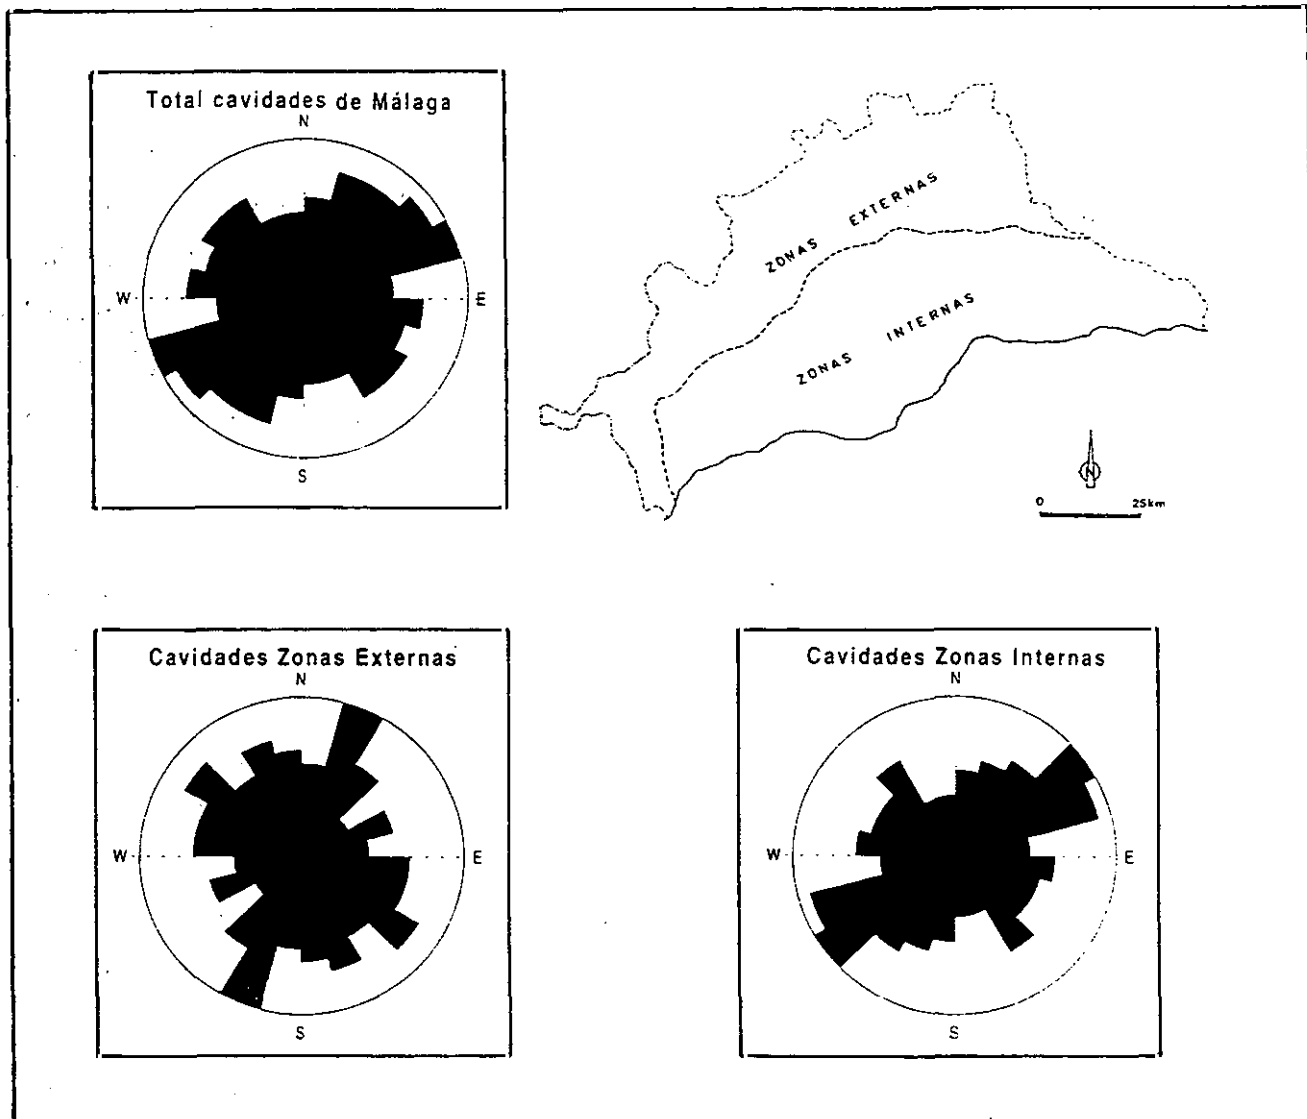 Total cavidades de Málaga
N
W
E
S
ZONAS EXTERNAS
ZONAS INTERNAS
N
0 25km
Cavidades Zonas Externas
N
W
E
S
Cavidades Zonas Internas
N
W
E
S